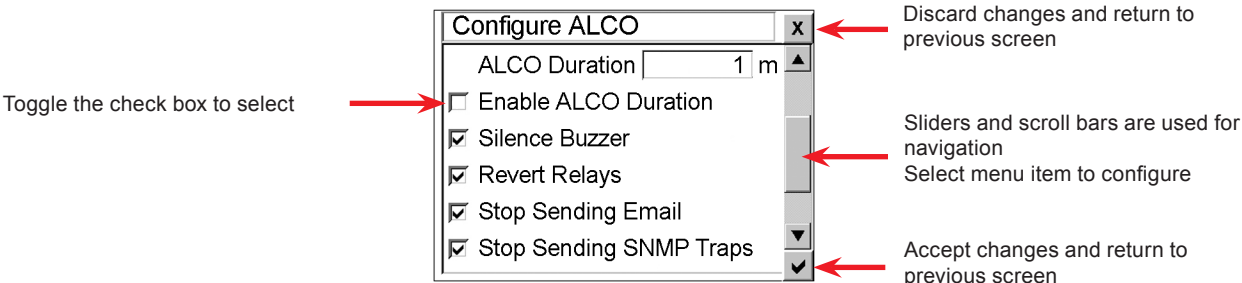 Configure ALCO
X
ALCO Duration 1 m
Enable ALCO Duration
Silence Buzzer
Revert Relays
Stop Sending Email
Stop Sending SNMP Traps
Toggle the check box to select
Discard changes and return to
previous screen
Sliders and scroll bars are used for
navigation
Select menu item to configure
Accept changes and return to
previous screen